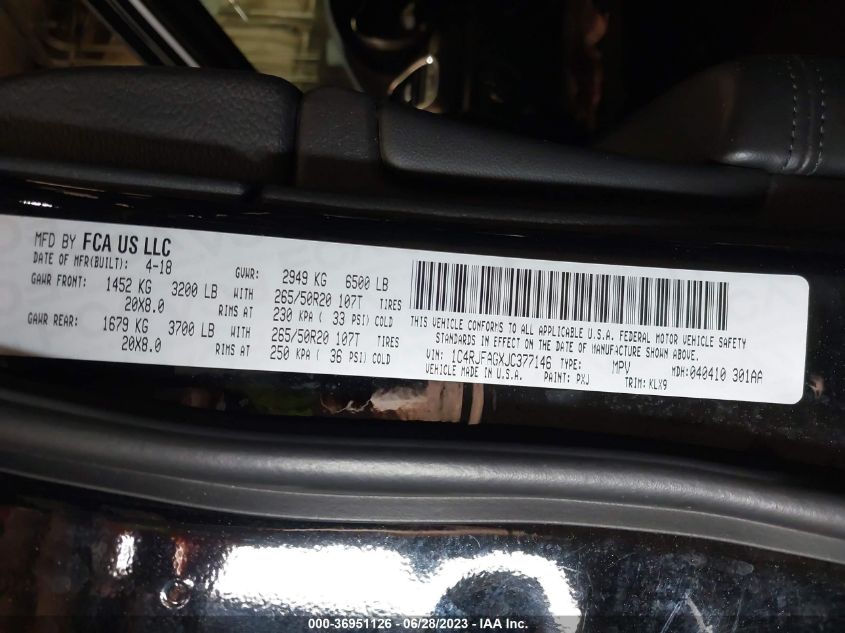 MFD BY FCA US LLC
DATE OF MFR(BUILT): 4-18 GVWR: 2949 KG 6500 LB
GAWR FRONT: 1452 KG 3200 LB WITH 265/50R20 107T TIRES
20X8.0 RIMS AT 230 KPA ( 33 PSI) COLD
GAWR REAR: 1679 KG 3700 LB WITH 265/50R20 107T TIRES
20X8.0 RIMS AT 250 KPA ( 36 PSI) COLD
THIS VEHICLE CONFORMS TO ALL APPLICABLE U.S.A. FEDERAL MOTOR VEHICLE SAFETY
STANDARDS IN EFFECT ON THE DATE OF MANUFACTURE SHOWN ABOVE.
VIN: 1C4RJFAGXJC377146 TYPE: MPV MDH:040410 301AA
VEHICLE MADE IN U.S.A. PAINT: PXJ TRIM: KLX9
000-36951126 - 06/28/2023 - IAAI.COM